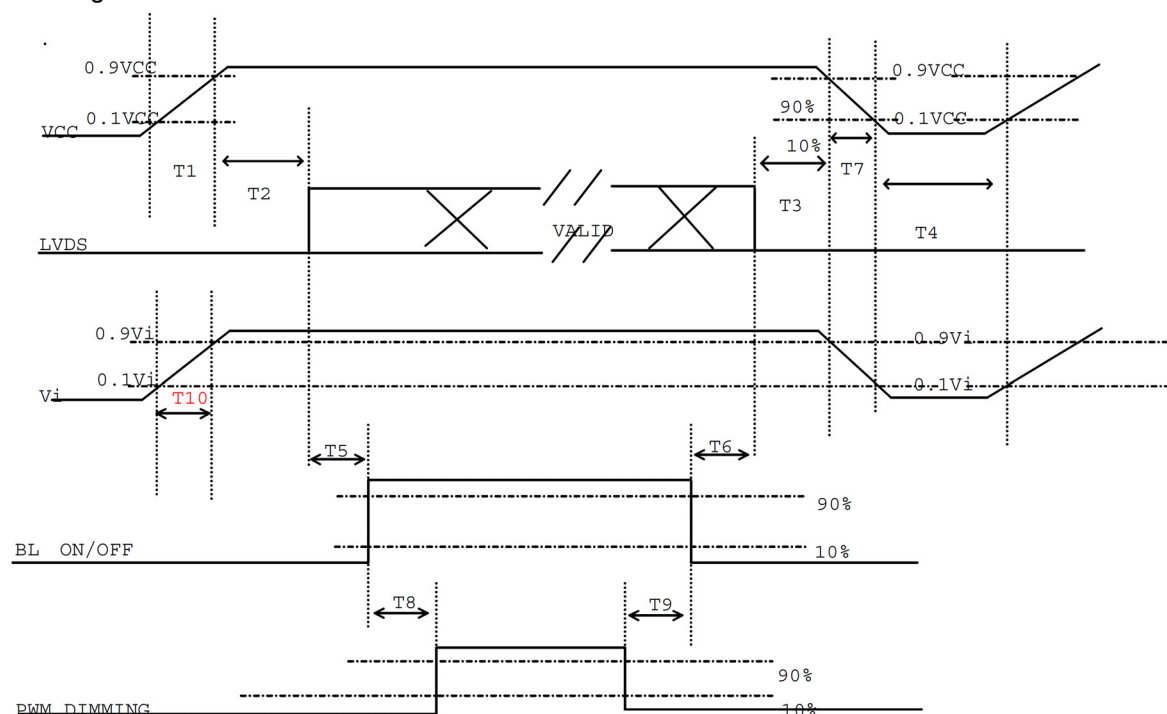 0.9VCC
0.9VCC
90%
0.1VCC
0.1VCC
VCC
10%
T1
T7
T2
T3
VALID
T4
LVDS
0.9Vi
0.9Vi
0.1Vi
0.1Vi
Vi
T10
T5
T6
90%
BL ON/OFF
10%
T8
T9
90%
PWM DIMMING
10%